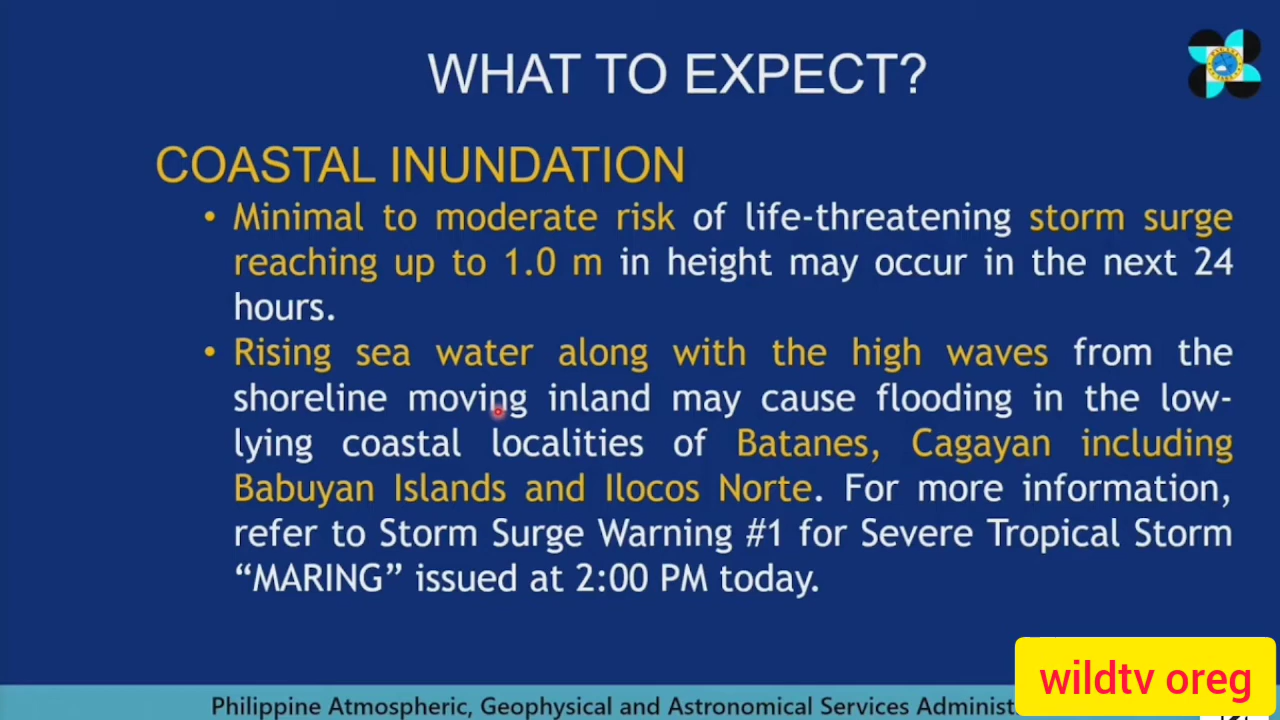 WHAT TO EXPECT?
COASTAL INUNDATION
• Minimal to moderate risk of life-threatening storm surge
reaching up to 1.0 m in height may occur in the next 24
hours.
• Rising sea water along with the high waves from the
shoreline moving inland may cause flooding in the low-
lying coastal localities of Batanes, Cagayan including
Babuyan Islands and Ilocos Norte. For more information,
refer to Storm Surge Warning #1 for Severe Tropical Storm
“MARING” issued at 2:00 PM today.
wildtv oreg
Philippine Atmospheric, Geophysical and Astronomical Services